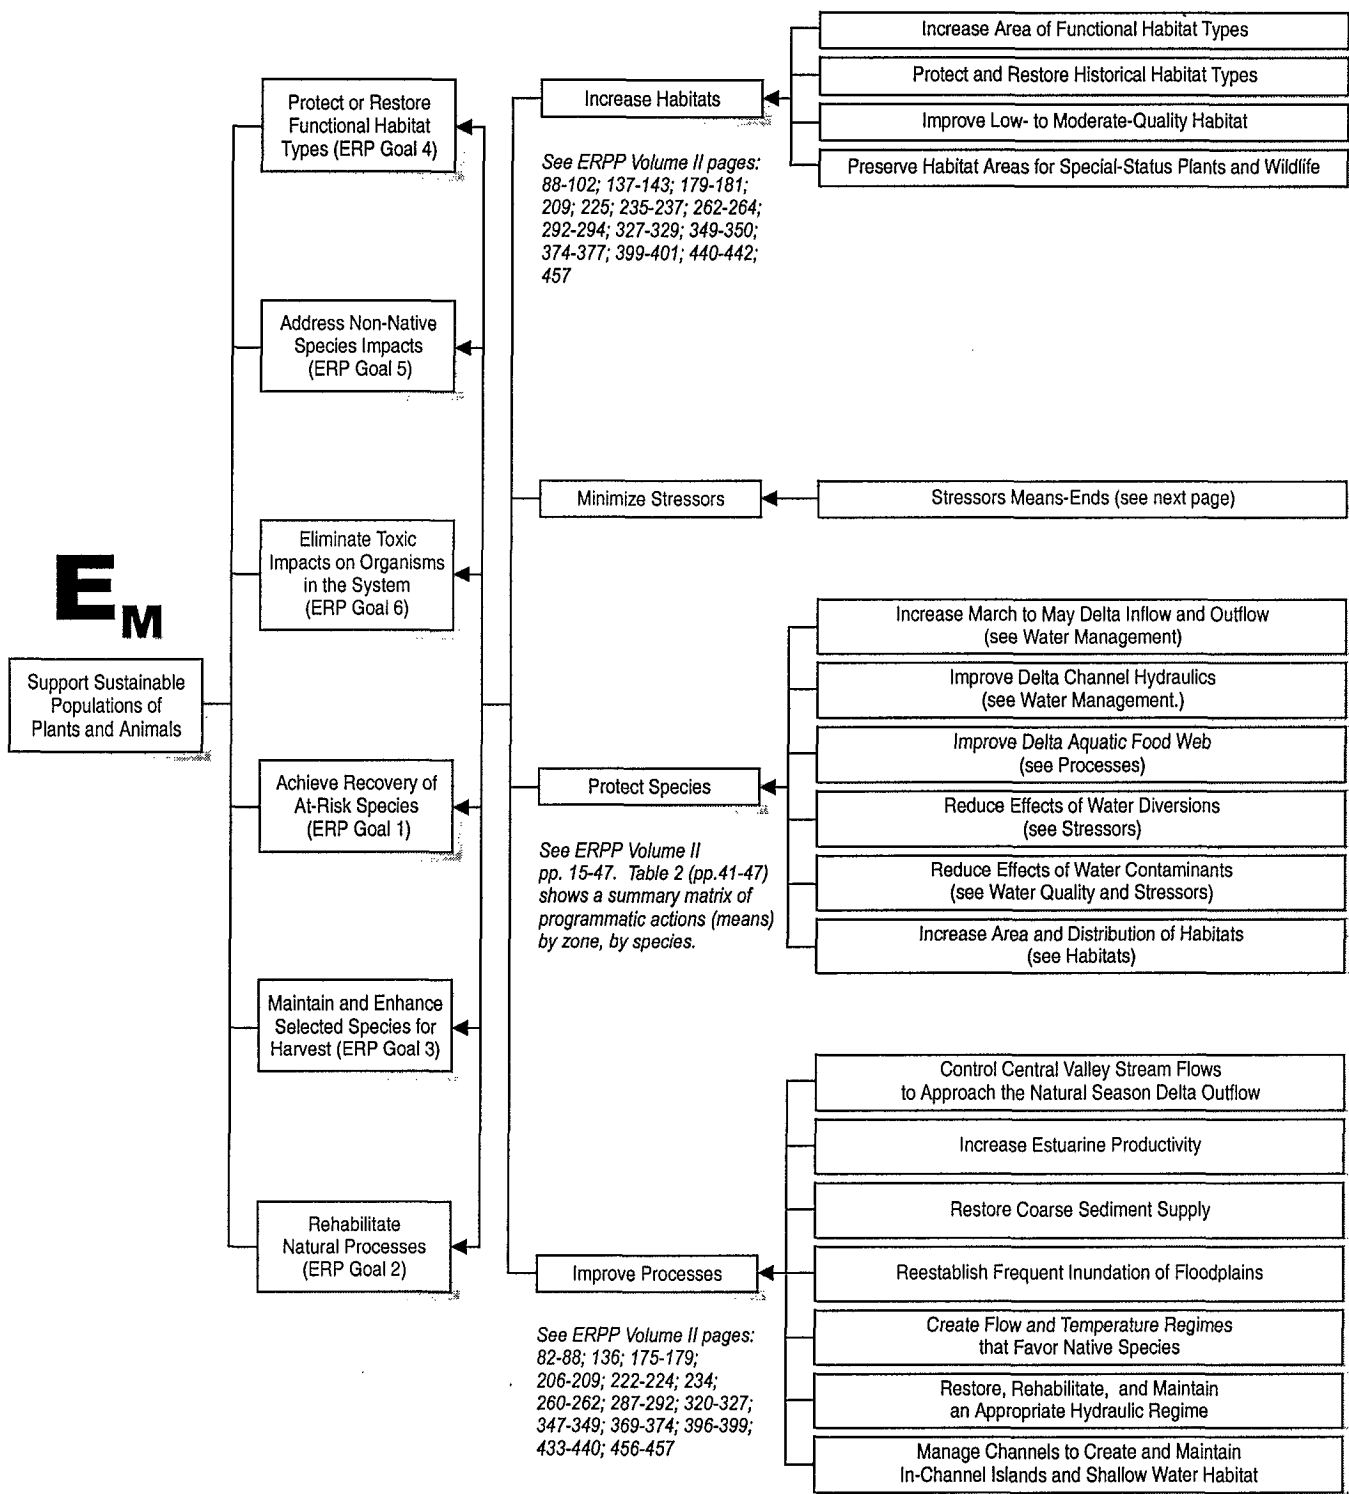 E M
Support Sustainable
Populations of
Plants and Animals
Protect or Restore
Functional Habitat
Types (ERP Goal 4)
Address Non-Native
Species Impacts
(ERP Goal 5)
Eliminate Toxic
Impacts on Organisms
in the System
(ERP Goal 6)
Achieve Recovery of
At-Risk Species
(ERP Goal 1)
Maintain and Enhance
Selected Species for
Harvest (ERP Goal 3)
Rehabilitate
Natural Processes
(ERP Goal 2)
Increase Habitats
See ERPP Volume II pages:
88-102; 137-143; 179-181;
209; 225; 235-237; 262-264;
292-294; 327-329; 349-350;
374-377; 399-401; 440-442;
457
Increase Area of Functional Habitat Types
Protect and Restore Historical Habitat Types
Improve Low- to Moderate-Quality Habitat
Preserve Habitat Areas for Special-Status Plants and Wildlife
Minimize Stressors
Stressors Means-Ends (see next page)
Protect Species
See ERPP Volume II
pp. 15-47. Table 2 (pp.41-47)
shows a summary matrix of
programmatic actions (means)
by zone, by species.
Increase March to May Delta Inflow and Outflow
(see Water Management)
Improve Delta Channel Hydraulics
(see Water Management.)
Improve Delta Aquatic Food Web
(see Processes)
Reduce Effects of Water Diversions
(see Stressors)
Reduce Effects of Water Contaminants
(see Water Quality and Stressors)
Increase Area and Distribution of Habitats
(see Habitats)
Improve Processes
See ERPP Volume II pages:
82-88; 136; 175-179;
206-209; 222-224; 234;
260-262; 287-292; 320-327;
347-349; 369-374; 396-399;
433-440; 456-457
Control Central Valley Stream Flows
to Approach the Natural Season Delta Outflow
Increase Estuarine Productivity
Restore Coarse Sediment Supply
Reestablish Frequent Inundation of Floodplains
Create Flow and Temperature Regimes
that Favor Native Species
Restore, Rehabilitate, and Maintain
an Appropriate Hydraulic Regime
Manage Channels to Create and Maintain
In-Channel Islands and Shallow Water Habitat